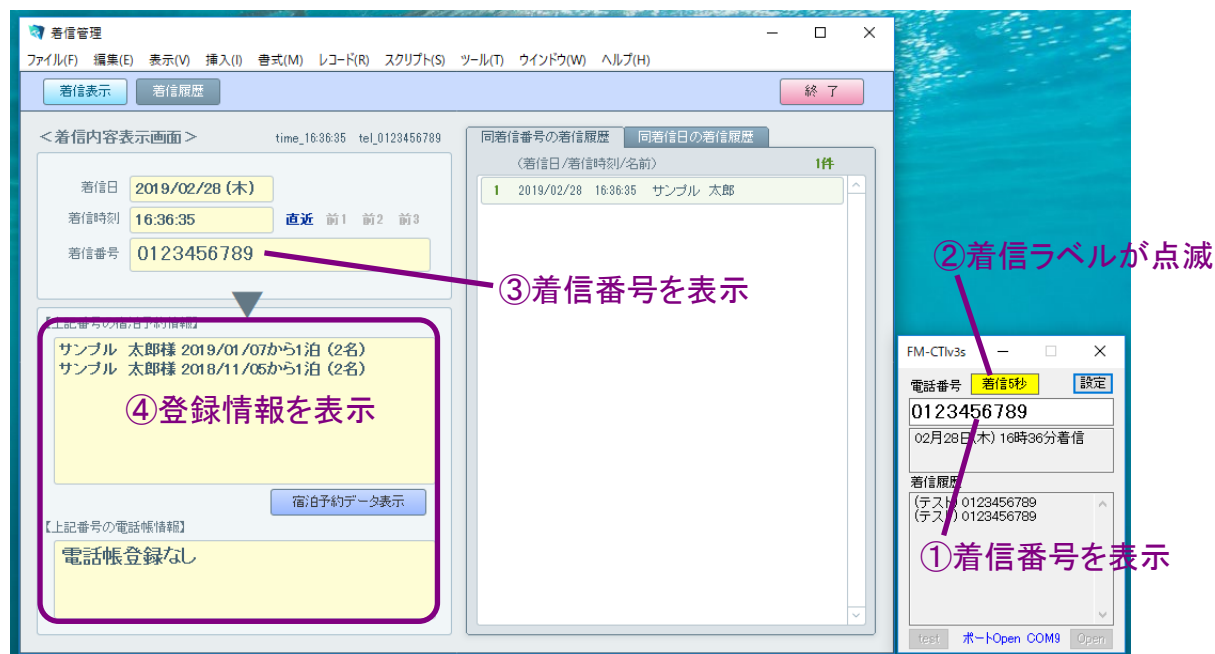 着信管理
ファイル(F) 編集(E) 表示(V) 挿入(I) 書式(M) レコード(R) スクリプト(S) ツール(T) ウインドウ(W) ヘルプ(H)
着信表示 着信履歴 終 了
＜着信内容表示画面＞ time_16:36:35 tel_0123456789
着信日 2019/02/28 (木)
着信時刻 16:36:35 直近 前1 前2 前3
着信番号 0123456789
【上記番号の宿泊予約情報】
サンプル 太郎様 2019/01/07から1泊 (2名)
サンプル 太郎様 2018/11/05から1泊 (2名)
④登録情報を表示
宿泊予約データ表示
【上記番号の電話帳情報】
電話帳登録なし
同着信番号の着信履歴 同着信日の着信履歴
(着信日/着信時刻/名前) 1件
1 2019/02/28 16:36:35 サンプル 太郎
③着信番号を表示
②着信ラベルが点滅
FM-CTIv3s
電話番号 着信5秒 設定
0123456789
02月28日(木) 16時36分着信
着信履歴
(テスト) 0123456789
(テスト) 0123456789
①着信番号を表示
test ポートOpen COM9 Open